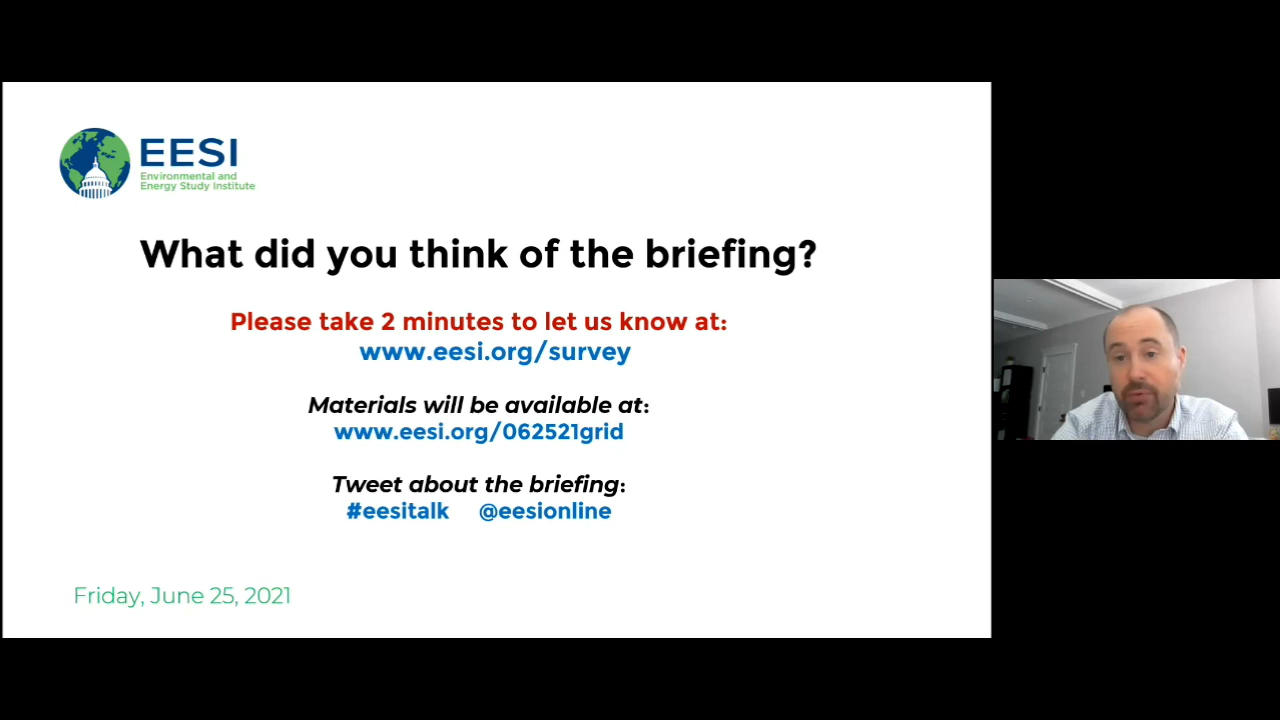 EESI
Environmental and
Energy Study Institute
What did you think of the briefing?
Please take 2 minutes to let us know at:
www.eesi.org/survey
Materials will be available at:
www.eesi.org/062521grid
Tweet about the briefing:
#eesitalk @eesionline
Friday, June 25, 2021